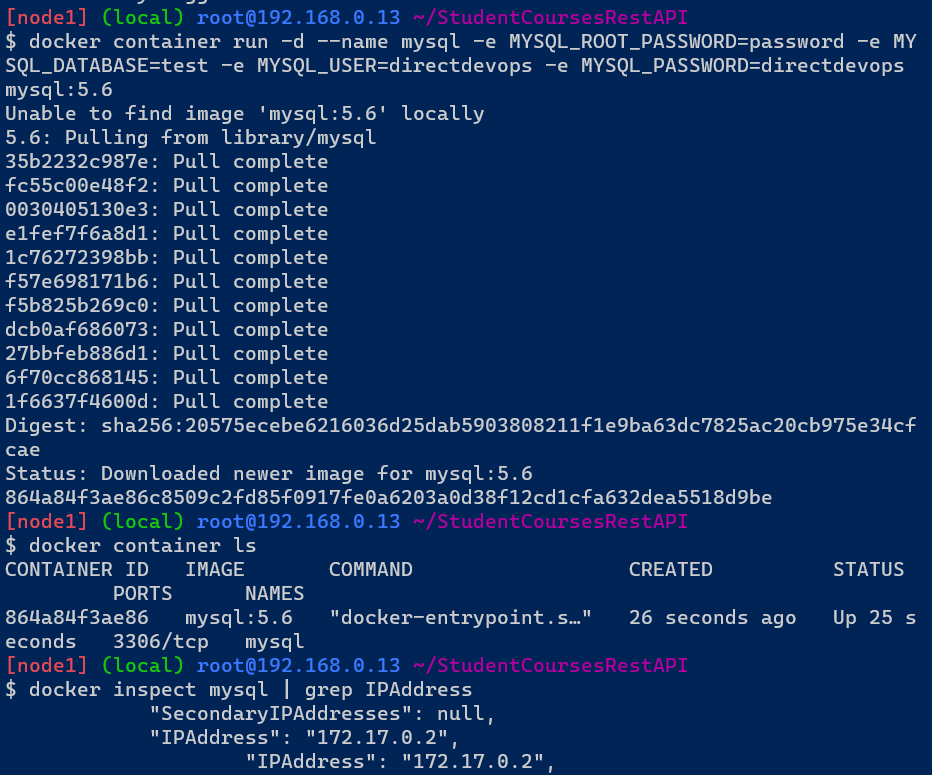 [node1] (local) root@192.168.0.13 ~/StudentCoursesRestAPI
$ docker container run -d --name mysql -e MYSQL_ROOT_PASSWORD=password -e MY
SQL_DATABASE=test -e MYSQL_USER=directdevops -e MYSQL_PASSWORD=directdevops
mysql:5.6
Unable to find image 'mysql:5.6' locally
5.6: Pulling from library/mysql
35b2232c987e: Pull complete
fc55c00e48f2: Pull complete
0030405130e3: Pull complete
e1fef7f6a8d1: Pull complete
1c76272398bb: Pull complete
f57e698171b6: Pull complete
f5b825b269c0: Pull complete
dcb0af686073: Pull complete
27bbfeb886d1: Pull complete
6f70cc868145: Pull complete
1f6637f4600d: Pull complete
Digest: sha256:20575ecebe6216036d25dab5903808211f1e9ba63dc7825ac20cb975e34cf
cae
Status: Downloaded newer image for mysql:5.6
864a84f3ae86c8509c2fd85f0917fe0a6203a0d38f12cd1cfa632dea5518d9be
[node1] (local) root@192.168.0.13 ~/StudentCoursesRestAPI
$ docker container ls
CONTAINER ID   IMAGE       COMMAND                  CREATED          STATUS
         PORTS      NAMES
864a84f3ae86   mysql:5.6   "docker-entrypoint.s…"   26 seconds ago   Up 25 s
econds   3306/tcp   mysql
[node1] (local) root@192.168.0.13 ~/StudentCoursesRestAPI
$ docker inspect mysql | grep IPAddress
            "SecondaryIPAddresses": null,
            "IPAddress": "172.17.0.2",
                    "IPAddress": "172.17.0.2",